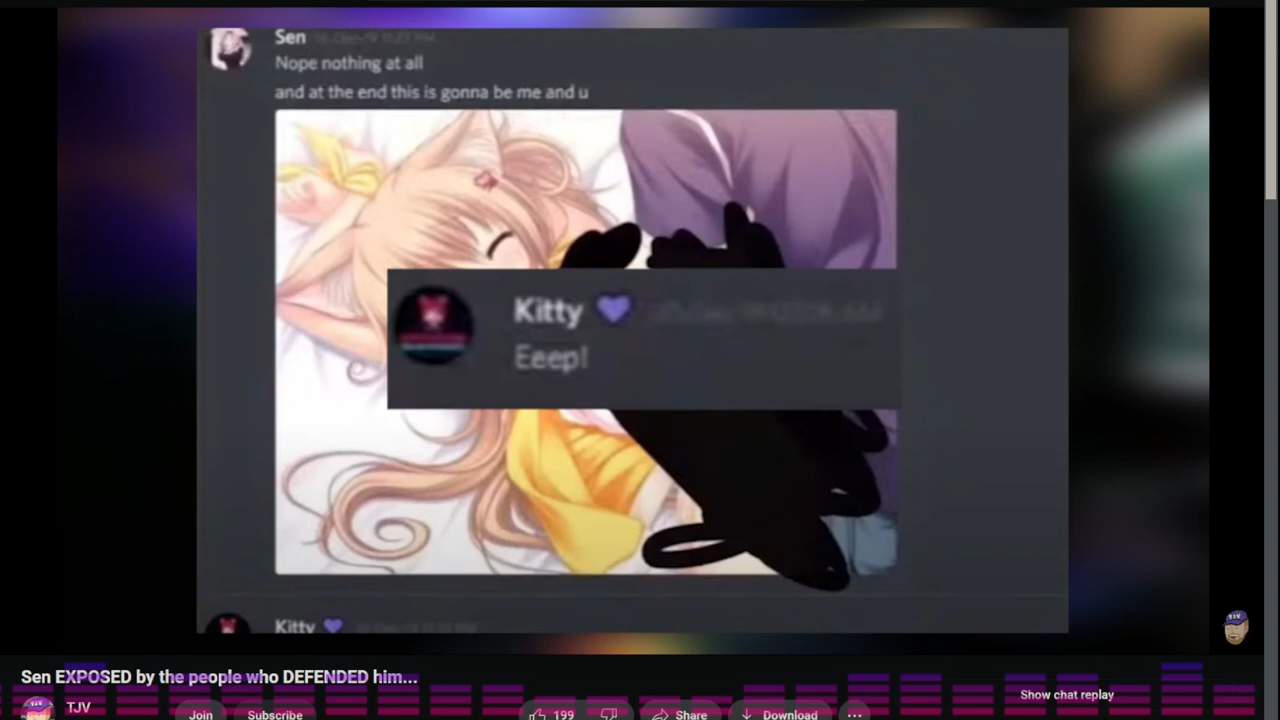 Sen
Nope nothing at all
and at the end this is gonna be me and u
Kitty
Eeep!
Kitty
TJV
Sen EXPOSED by the people who DEFENDED him...
TJV
Show chat replay
Join
Subscribe
199
Share
Download